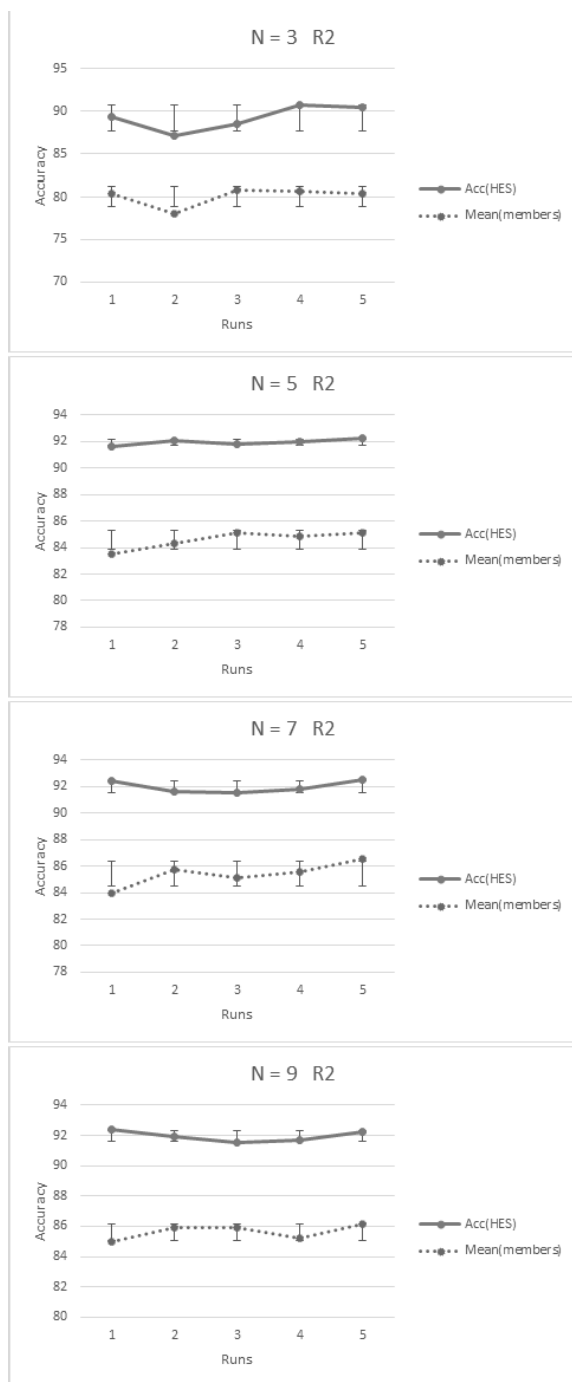 N = 3 R2
95
90
85
80
75
70
Accuracy
1 2 3 4 5
Runs
Acc(HES)
Mean(members)
N = 5 R2
94
92
90
88
86
84
82
80
78
Accuracy
1 2 3 4 5
Runs
Acc(HES)
Mean(members)
N = 7 R2
94
92
90
88
86
84
82
80
78
Accuracy
1 2 3 4 5
Runs
Acc(HES)
Mean(members)
N = 9 R2
94
92
90
88
86
84
82
80
Accuracy
1 2 3 4 5
Runs
Acc(HES)
Mean(members)